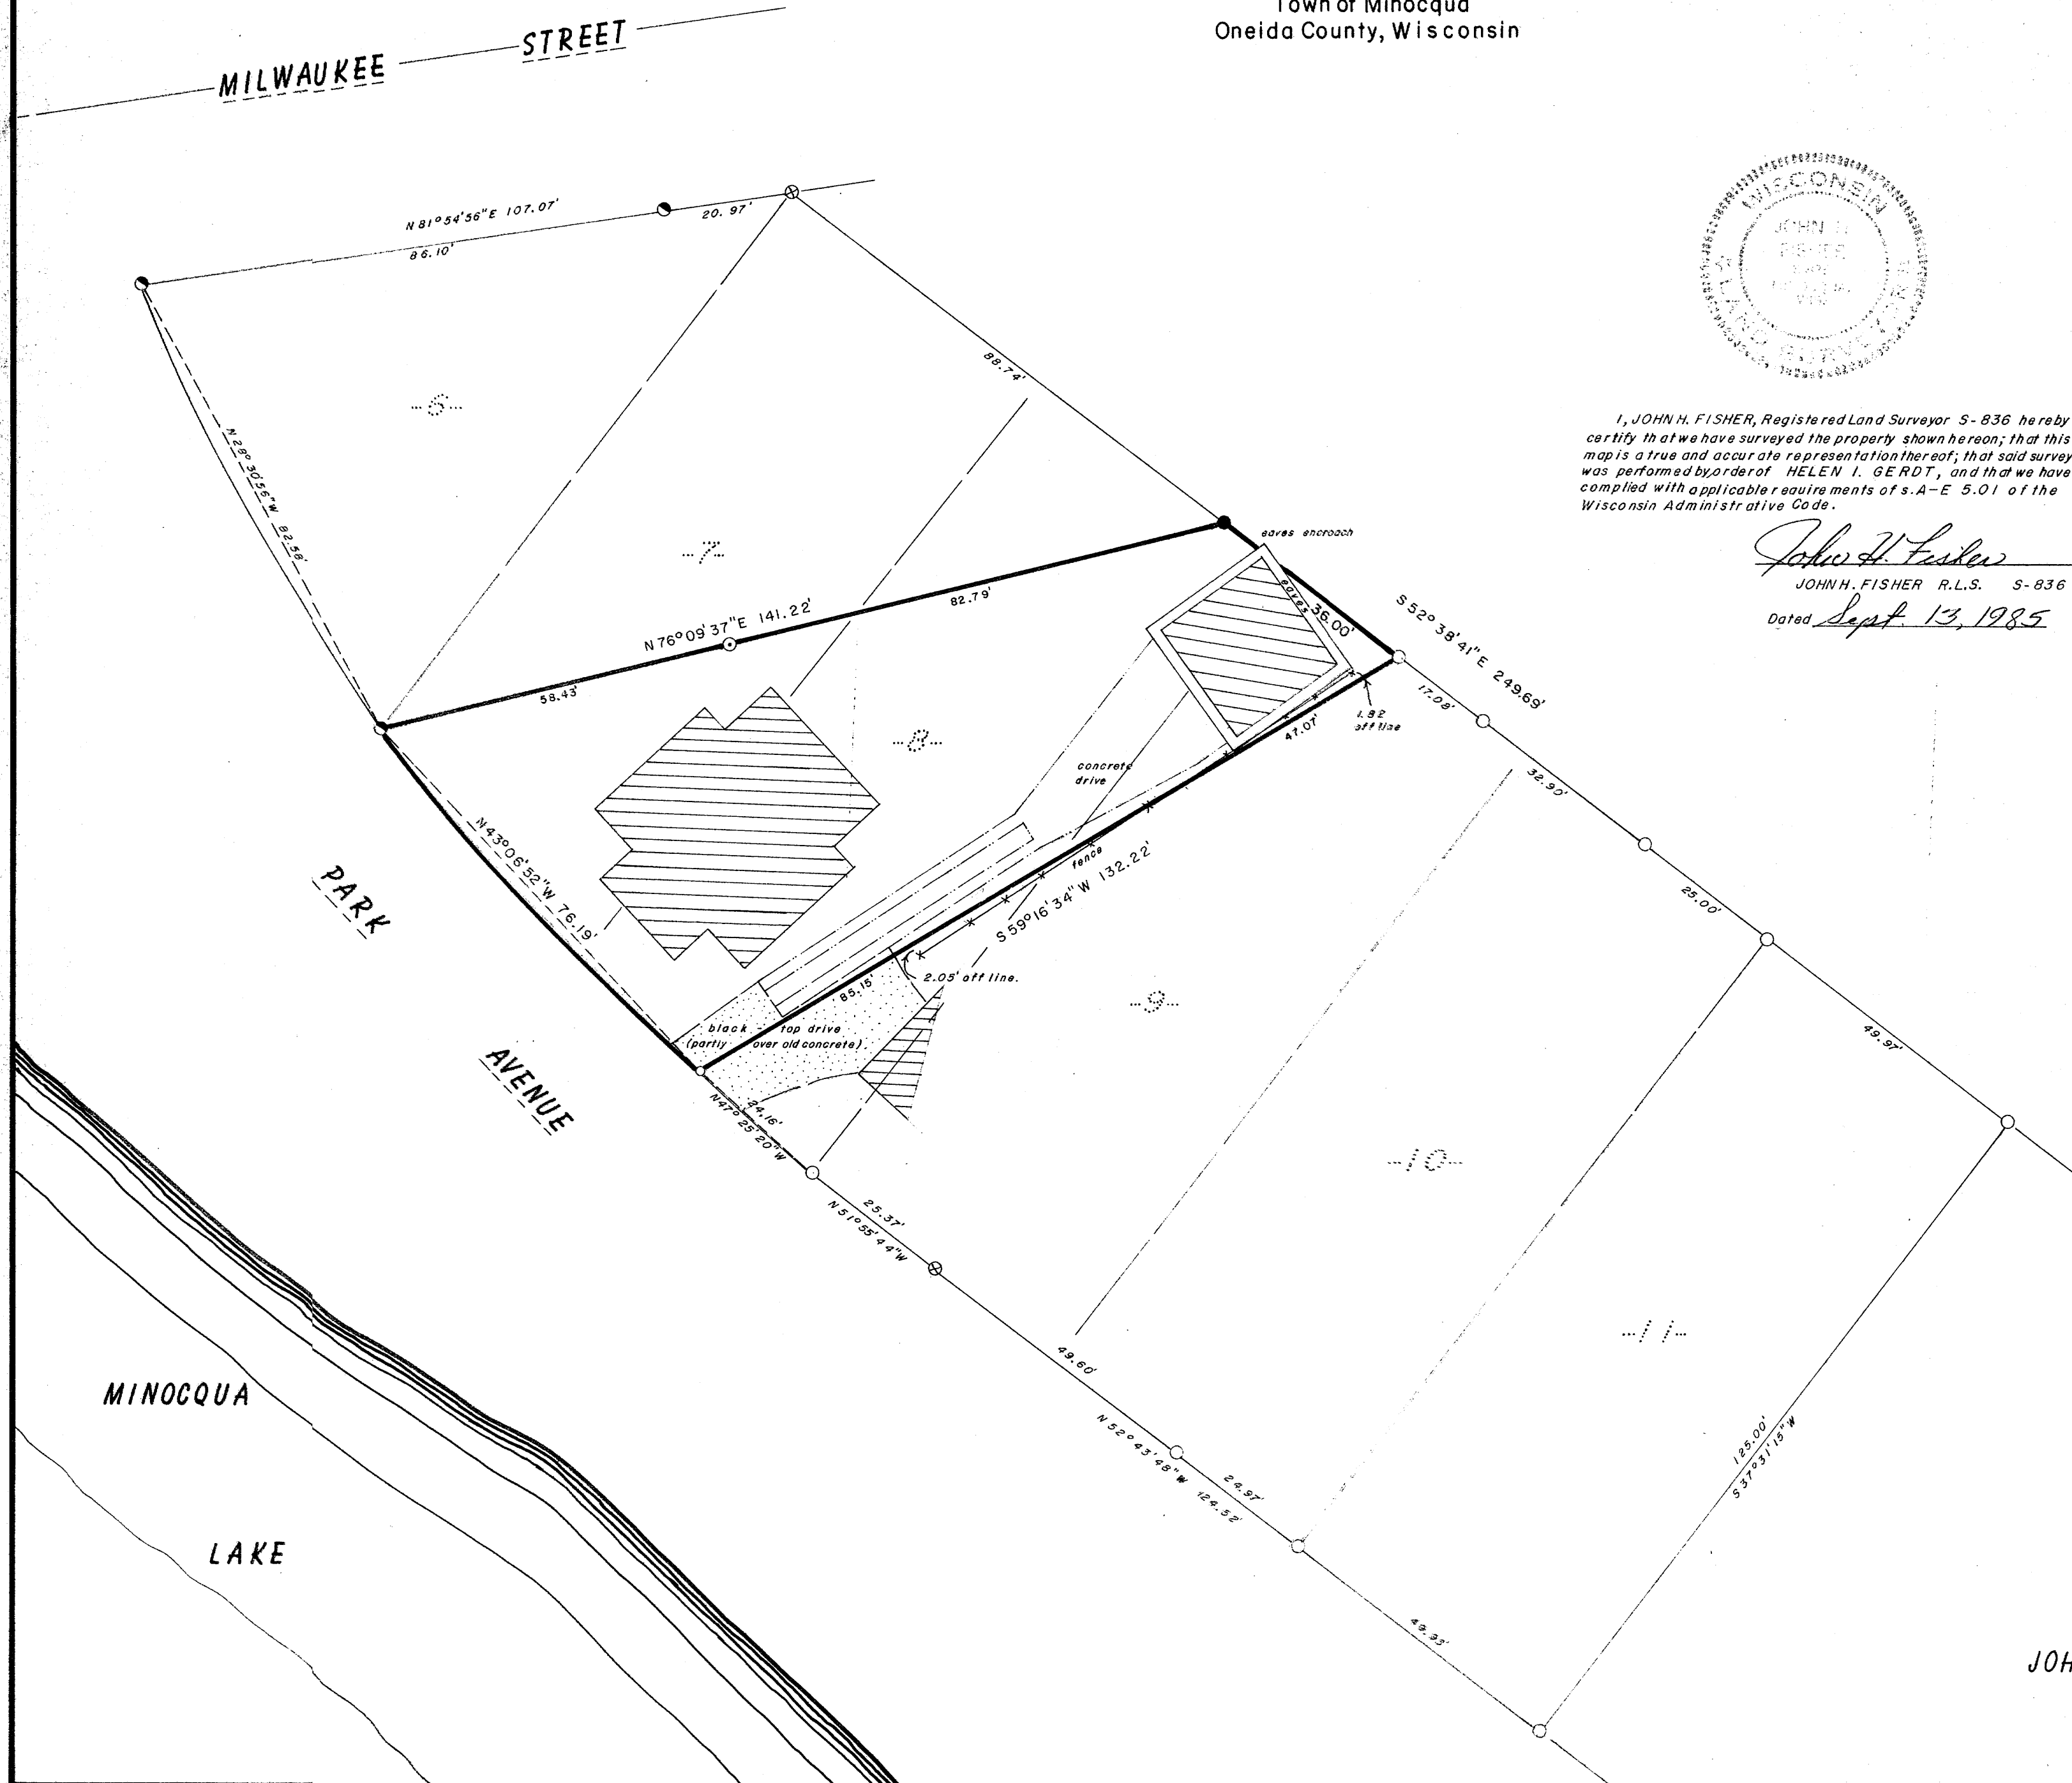 Town of Minocqua
Oneida County, Wisconsin
MILWAUKEE STREET
N 81°54'56"E 107.07'
86.10'
20.97'
88.74'
-6-
N 28°30'56"W 82.58'
-7-
WISCONSIN
JOHN H.
FISHER
LAND SURVEYOR
I, JOHN H. FISHER, Registered Land Surveyor S-836 hereby
certify that we have surveyed the property shown hereon; that this
map is a true and accurate representation thereof; that said survey
was performed by order of HELEN I. GERDT, and that we have
complied with applicable requirements of s.A-E 5.01 of the
Wisconsin Administrative Code.
John H. Fisher
JOHN H. FISHER R.L.S. S-836
Dated Sept. 13, 1985
eaves encroach
eaves
36.00'
S 52°38'41"E 249.69'
N 76°09'37"E 141.22'
82.79'
58.43'
17.08'
1.82
off line
47.07'
-8-
concrete
drive
32.90'
fence
S 59°16'34"W 132.22'
N 43°06'52"W 76.19'
PARK
AVENUE
25.00'
2.05' off line.
85.15'
black - top drive
(partly over old concrete)
-9-
49.97'
24.16'
N 47°25'20"W
-10-
25.37'
N 51°55'44"W
-11-
49.60'
N 52°43'48"W 124.52'
24.97'
125.00'
S 37°31'15"W
49.95'
MINOCQUA
LAKE
JOH